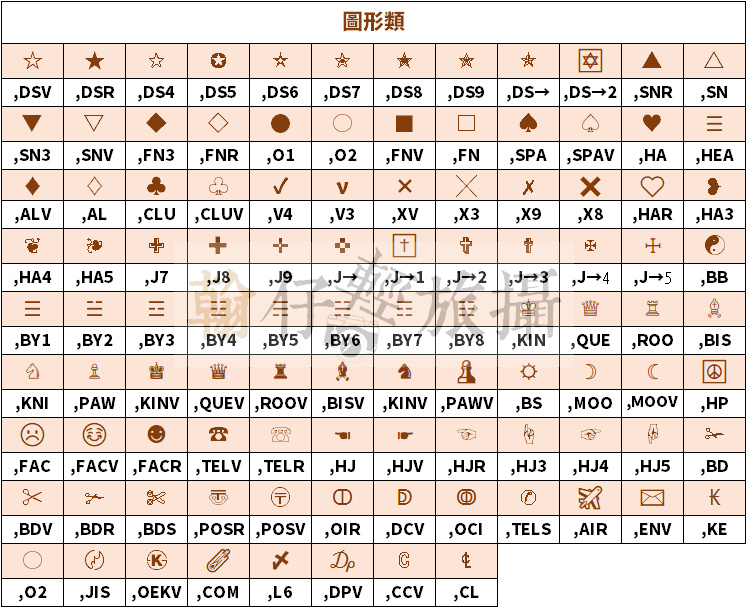 圖形類
☆ ★ ☆ ✪ ⛤ ✡ ▲ △
,DSV ,DSR ,DS4 ,DS5 ,DS6 ,DS7 ,DS8 ,DS9 ,DS→ ,DS→2 ,SNR ,SN
▼ ▽ ◆ ◇ ● ○ ■ □ ♠ ♤ ♥ ☰
,SN3 ,SNV ,FN3 ,FNR ,O1 ,O2 ,FNV ,FN ,SPA ,SPAV ,HA ,HEA
♦ ♢ ♣ ♧ ✓ v ✕ ╳ ✗ ✖ ♡ ❥
,ALV ,AL ,CLU ,CLUV ,V4 ,V3 ,XV ,X3 ,X9 ,X8 ,HAR ,HA3
❦ ❧ ✙ ✚ ✛ ✜ ✝ ✞ ✟ ✠ ☩ ☯
,HA4 ,HA5 ,J7 ,J8 ,J9 ,J→ ,J→1 ,J→2 ,J→3 ,J→4 ,J→5 ,BB
☰ ☱ ☲ ☳ ☴ ☵ ☶ ☷ ♔ ♕ ♖ ♗
,BY1 ,BY2 ,BY3 ,BY4 ,BY5 ,BY6 ,BY7 ,BY8 ,KIN ,QUE ,ROO ,BIS
♘ ♙ ♚ ♛ ♜ ♝ ♞ ♟ ☼ ☽ ☾ ☮
,KNI ,PAW ,KINV ,QUEV ,ROOV ,BISV ,KINV ,PAWV ,BS ,MOO ,MOOV ,HP
☹ ☺ ☻ ☎ ☏ ☚ ☛ ☜ ☝ ☞ ☟ ✁
,FAC ,FACV ,FACR ,TELV ,TELR ,HJ ,HJV ,HJR ,HJ3 ,HJ4 ,HJ5 ,BD
✂ ✃ ✄ 〠 〶 ↀ ↁ ↂ ✆ ✈ ✉ ₭
,BDV ,BDR ,BDS ,POSR ,POSV ,OIR ,DCV ,OCI ,TELS ,AIR ,ENV ,KE
○ ☄ ✗ ₯ ℂ ℄
,O2 ,JIS ,OEKV ,COM ,L6 ,DPV ,CCV ,CL
翰仔輕旅攝